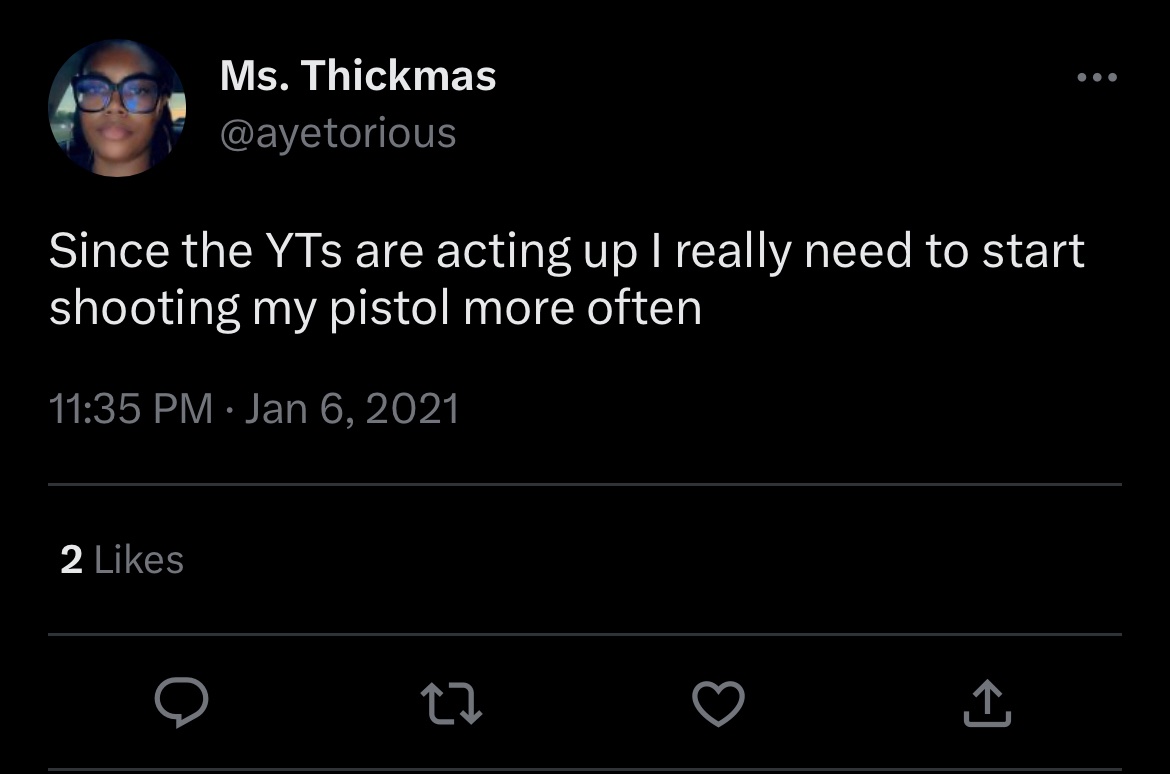 Ms. Thickmas
@ayetorious
Since the YTs are acting up I really need to start
shooting my pistol more often
11:35 PM · Jan 6, 2021
2 Likes